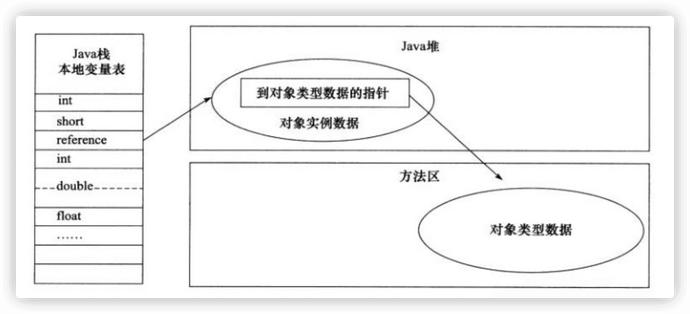 Java栈
本地变量表
int
short
reference
int
double
float
……
Java堆
到对象类型数据的指针
对象实例数据
方法区
对象类型数据